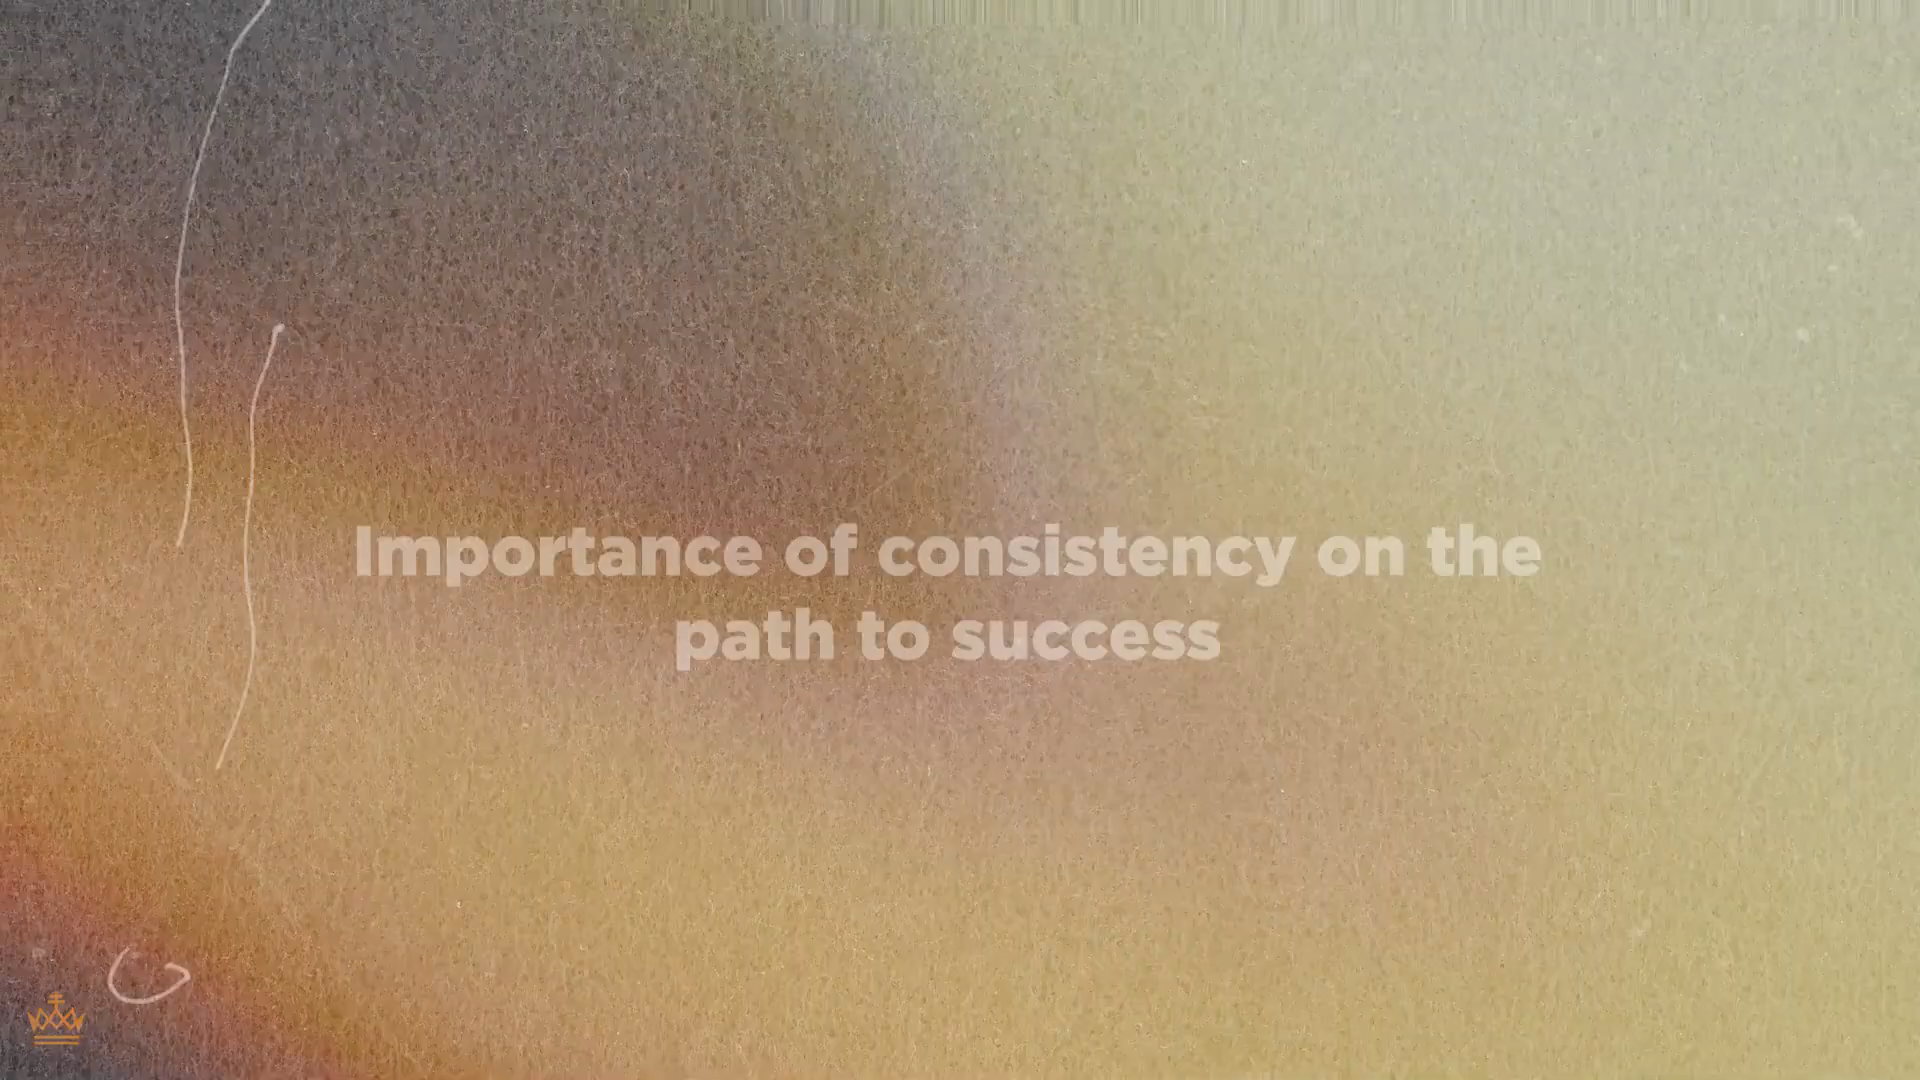 Importance of consistency on the
path to success